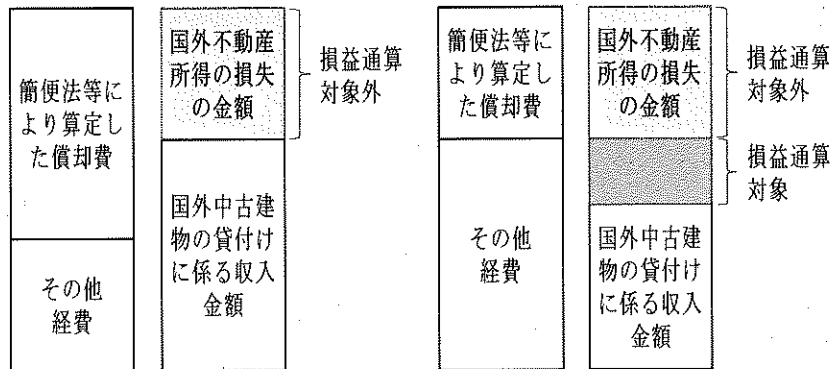 簡便法等に
より算定し
た償却費
その他
経費
国外不動産
所得の損失
の金額
国外中古建
物の貸付け
に係る収入
金額
損益通算
対象外
簡便法等に
より算定し
た償却費
その他
経費
国外不動産
所得の損失
の金額
国外中古建
物の貸付け
に係る収入
金額
損益通算
対象外
損益通算
対象